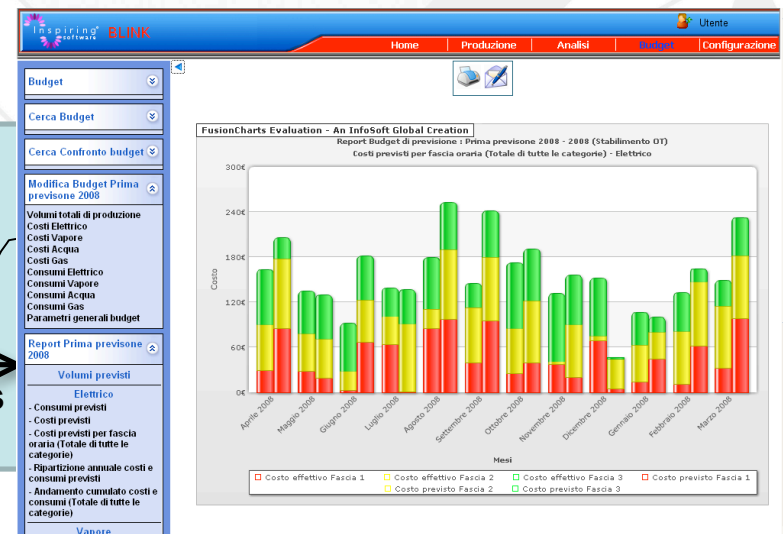 Inspiring
software
BLINK
Utente
Home Produzione Analisi Budget Configurazione
Budget
Cerca Budget
Cerca Confronto budget
Modifica Budget Prima
previsone 2008
Volumi totali di produzione
Costi Elettrico
Costi Vapore
Costi Acqua
Costi Gas
Consumi Elettrico
Consumi Vapore
Consumi Acqua
Consumi Gas
Parametri generali budget
Report Prima previsone
2008
Volumi previsti
Elettrico
- Consumi previsti
- Costi previsti
- Costi previsti per fascia
oraria (Totale di tutte le
categorie)
- Ripartizione annuale costi e
consumi previsti
- Andamento cumulato costi e
consumi (Totale di tutte le
categorie)
Vapore
s
FusionCharts Evaluation - An InfoSoft Global Creation
Report Budget di previsione : Prima previsone 2008 - 2008 (Stabilimento OT)
Costi previsti per fascia oraria (Totale di tutte le categorie) - Elettrico
300€
240€
180€
120€
60€
0€
Costo
Aprile 2008 Maggio 2008 Giugno 2008 Luglio 2008 Agosto 2008 Settembre 2008 Ottobre 2008 Novembre 2008 Dicembre 2008 Gennaio 2008 Febbraio 2008 Marzo 2008
Mesi
Costo effettivo Fascia 1 Costo effettivo Fascia 2 Costo effettivo Fascia 3 Costo previsto Fascia 1
Costo previsto Fascia 2 Costo previsto Fascia 3